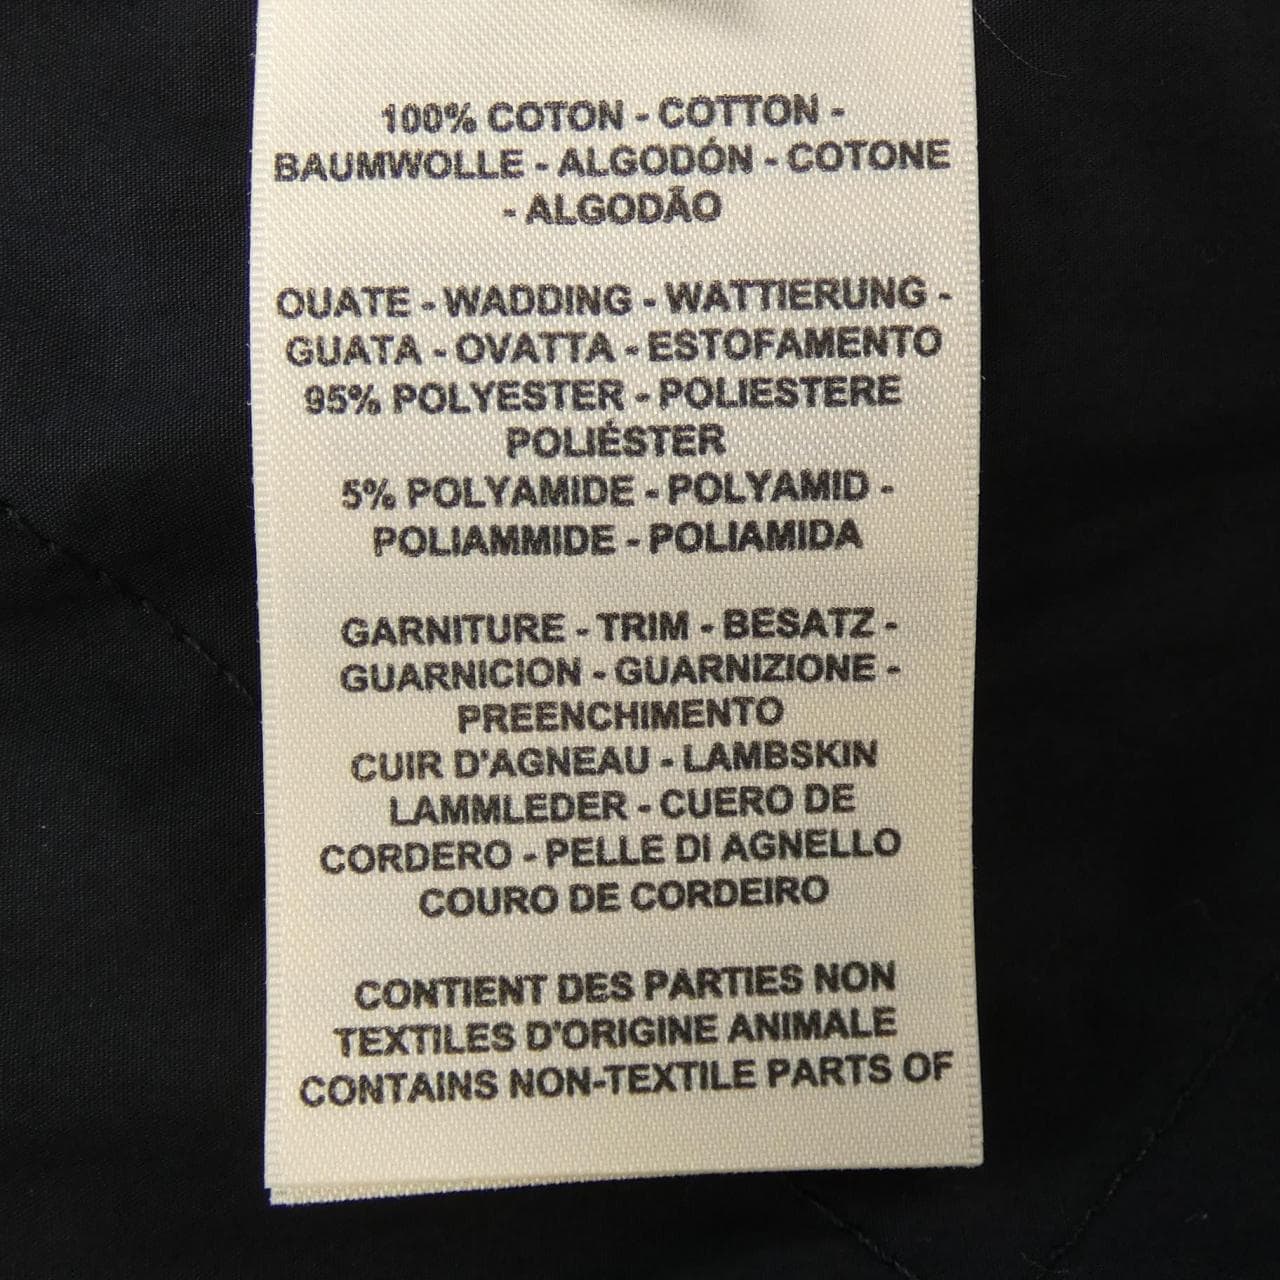 100% COTON - COTTON -
BAUMWOLLE - ALGODÓN - COTONE
- ALGODÃO
OUATE - WADDING - WATTIERUNG -
GUATA - OVATTA - ESTOFAMENTO
95% POLYESTER - POLIESTERE
POLIÉSTER
5% POLYAMIDE - POLYAMID -
POLIAMMIDE - POLIAMIDA
GARNITURE - TRIM - BESATZ -
GUARNICION - GUARNIZIONE -
PREENCHIMENTO
CUIR D'AGNEAU - LAMBSKIN
LAMMLEDER - CUERO DE
CORDERO - PELLE DI AGNELLO
COURO DE CORDEIRO
CONTIENT DES PARTIES NON
TEXTILES D'ORIGINE ANIMALE
CONTAINS NON-TEXTILE PARTS OF